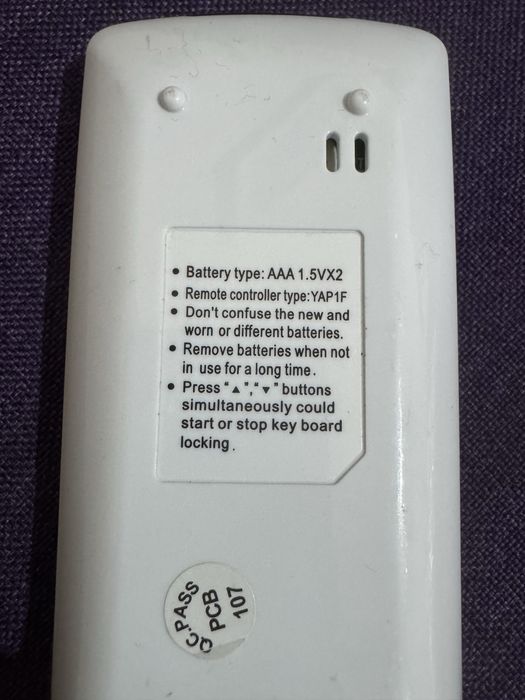 • Battery type: AAA 1.5VX2
• Remote controller type:YAP1F
• Don't confuse the new and
worn or different batteries.
• Remove batteries when not
in use for a long time.
• Press "▲","▼" buttons
simultaneously could
start or stop key board
locking.
QC.PASS
PCB
107